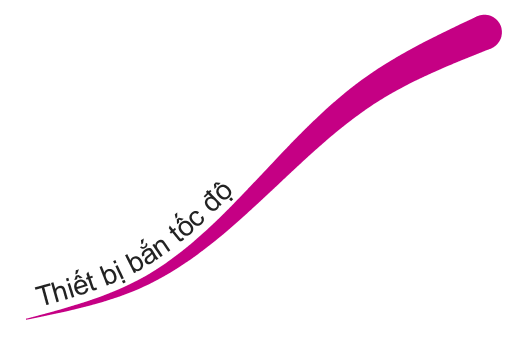 Thiết bị bắn tốc độ